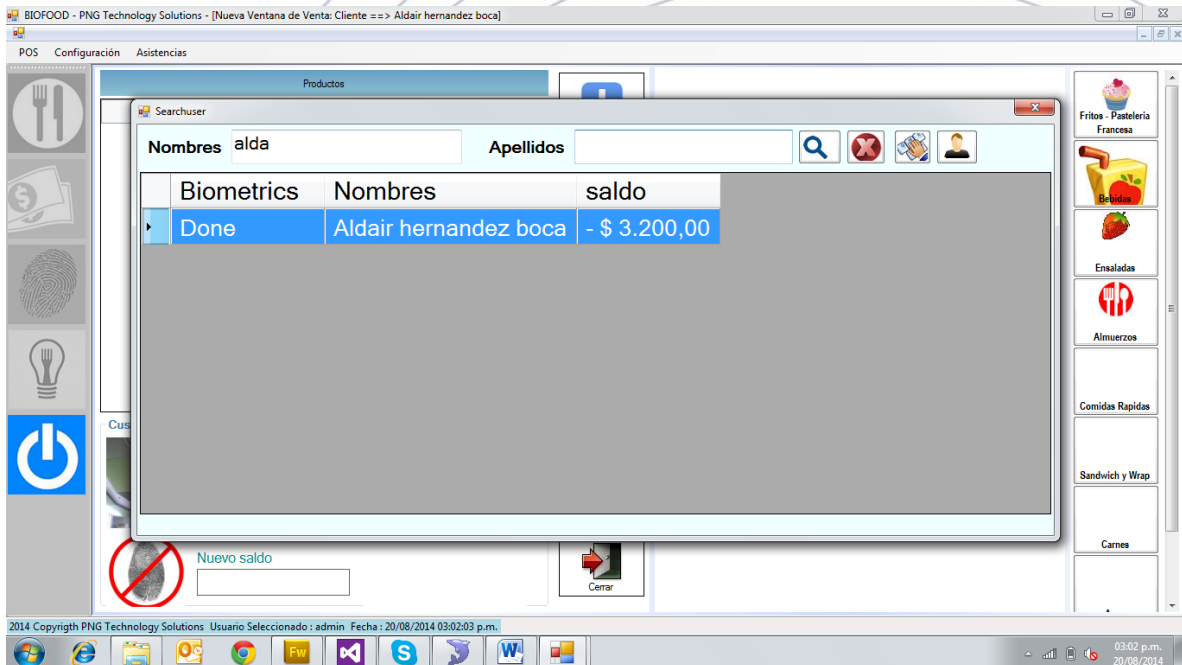 BIOFOOD - PNG Technology Solutions - [Nueva Ventana de Venta: Cliente ==> Aldair hernandez boca]
POS Configuración Asistencias
Productos
Searchuser
Nombres alda Apellidos
Biometrics Nombres saldo
Done Aldair hernandez boca - $ 3.200,00
Fritos - Pasteleria
Francesa
Bebidas
Ensaladas
Almuerzos
Comidas Rapidas
Sandwich y Wrap
Carnes
Cus
Nuevo saldo
Cerrar
2014 Copyrigth PNG Technology Solutions Usuario Seleccionado : admin Fecha : 20/08/2014 03:02:03 p.m.
Fw
S
W
03:02 p.m.
20/08/2014